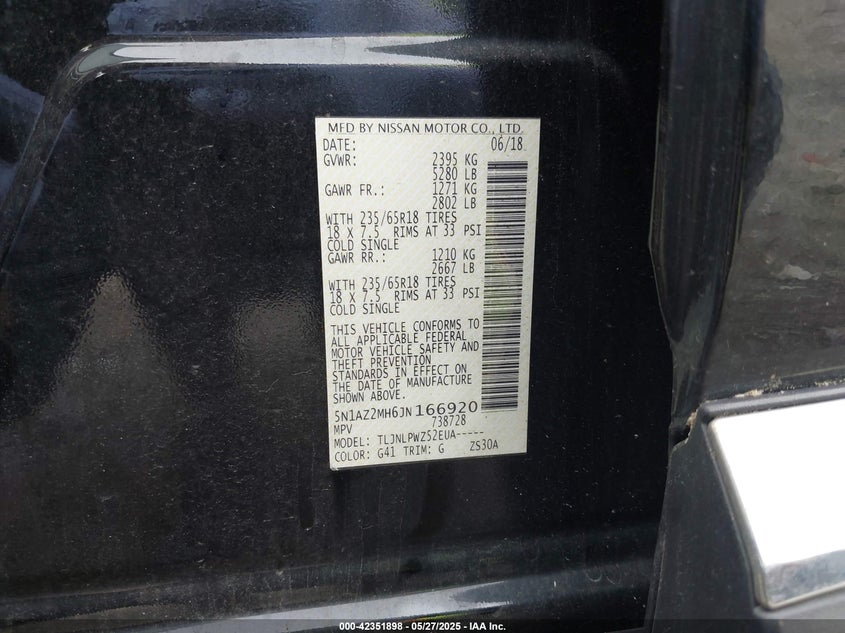 MFD BY NISSAN MOTOR CO., LTD.
DATE: 06/18
GVWR: 2395 KG
5280 LB
GAWR FR.: 1271 KG
2802 LB
WITH 235/65R18 TIRES
18 X 7.5 RIMS AT 33 PSI
COLD SINGLE
GAWR RR.: 1210 KG
2667 LB
WITH 235/65R18 TIRES
18 X 7.5 RIMS AT 33 PSI
COLD SINGLE
THIS VEHICLE CONFORMS TO
ALL APPLICABLE FEDERAL
MOTOR VEHICLE SAFETY AND
THEFT PREVENTION
STANDARDS IN EFFECT ON
THE DATE OF MANUFACTURE
SHOWN ABOVE.
5N1AZ2MH6JN166920
MPV 738728
MODEL: TLJNLPWZ52EUA-----
COLOR: G41 TRIM: G ZS30A
000-42351898 - 05/27/2025 - IAA Inc.